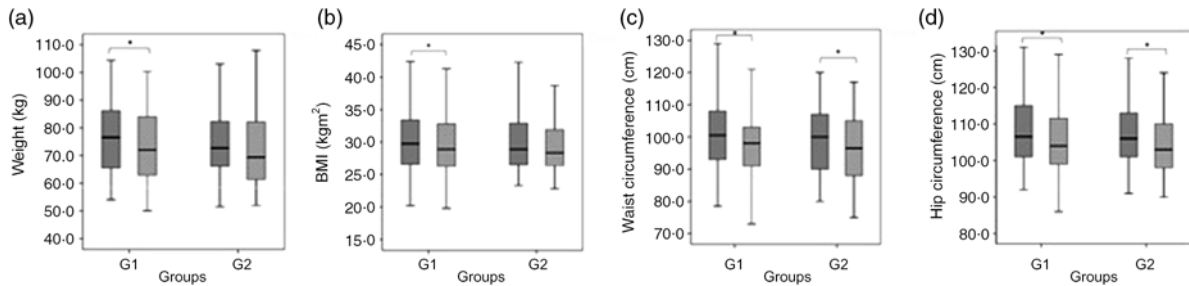 (a)
Weight (kg)
110·0
100·0
90·0
80·0
70·0
60·0
50·0
40·0
*
G1
G2
Groups
(b)
BMI (kgm²)
45·0
40·0
35·0
30·0
25·0
20·0
15·0
*
G1
G2
Groups
(c)
Waist circumference (cm)
130·0
120·0
110·0
100·0
90·0
80·0
70·0
*
*
G1
G2
Groups
(d)
Hip circumference (cm)
130·0
120·0
110·0
100·0
90·0
80·0
*
*
G1
G2
Groups